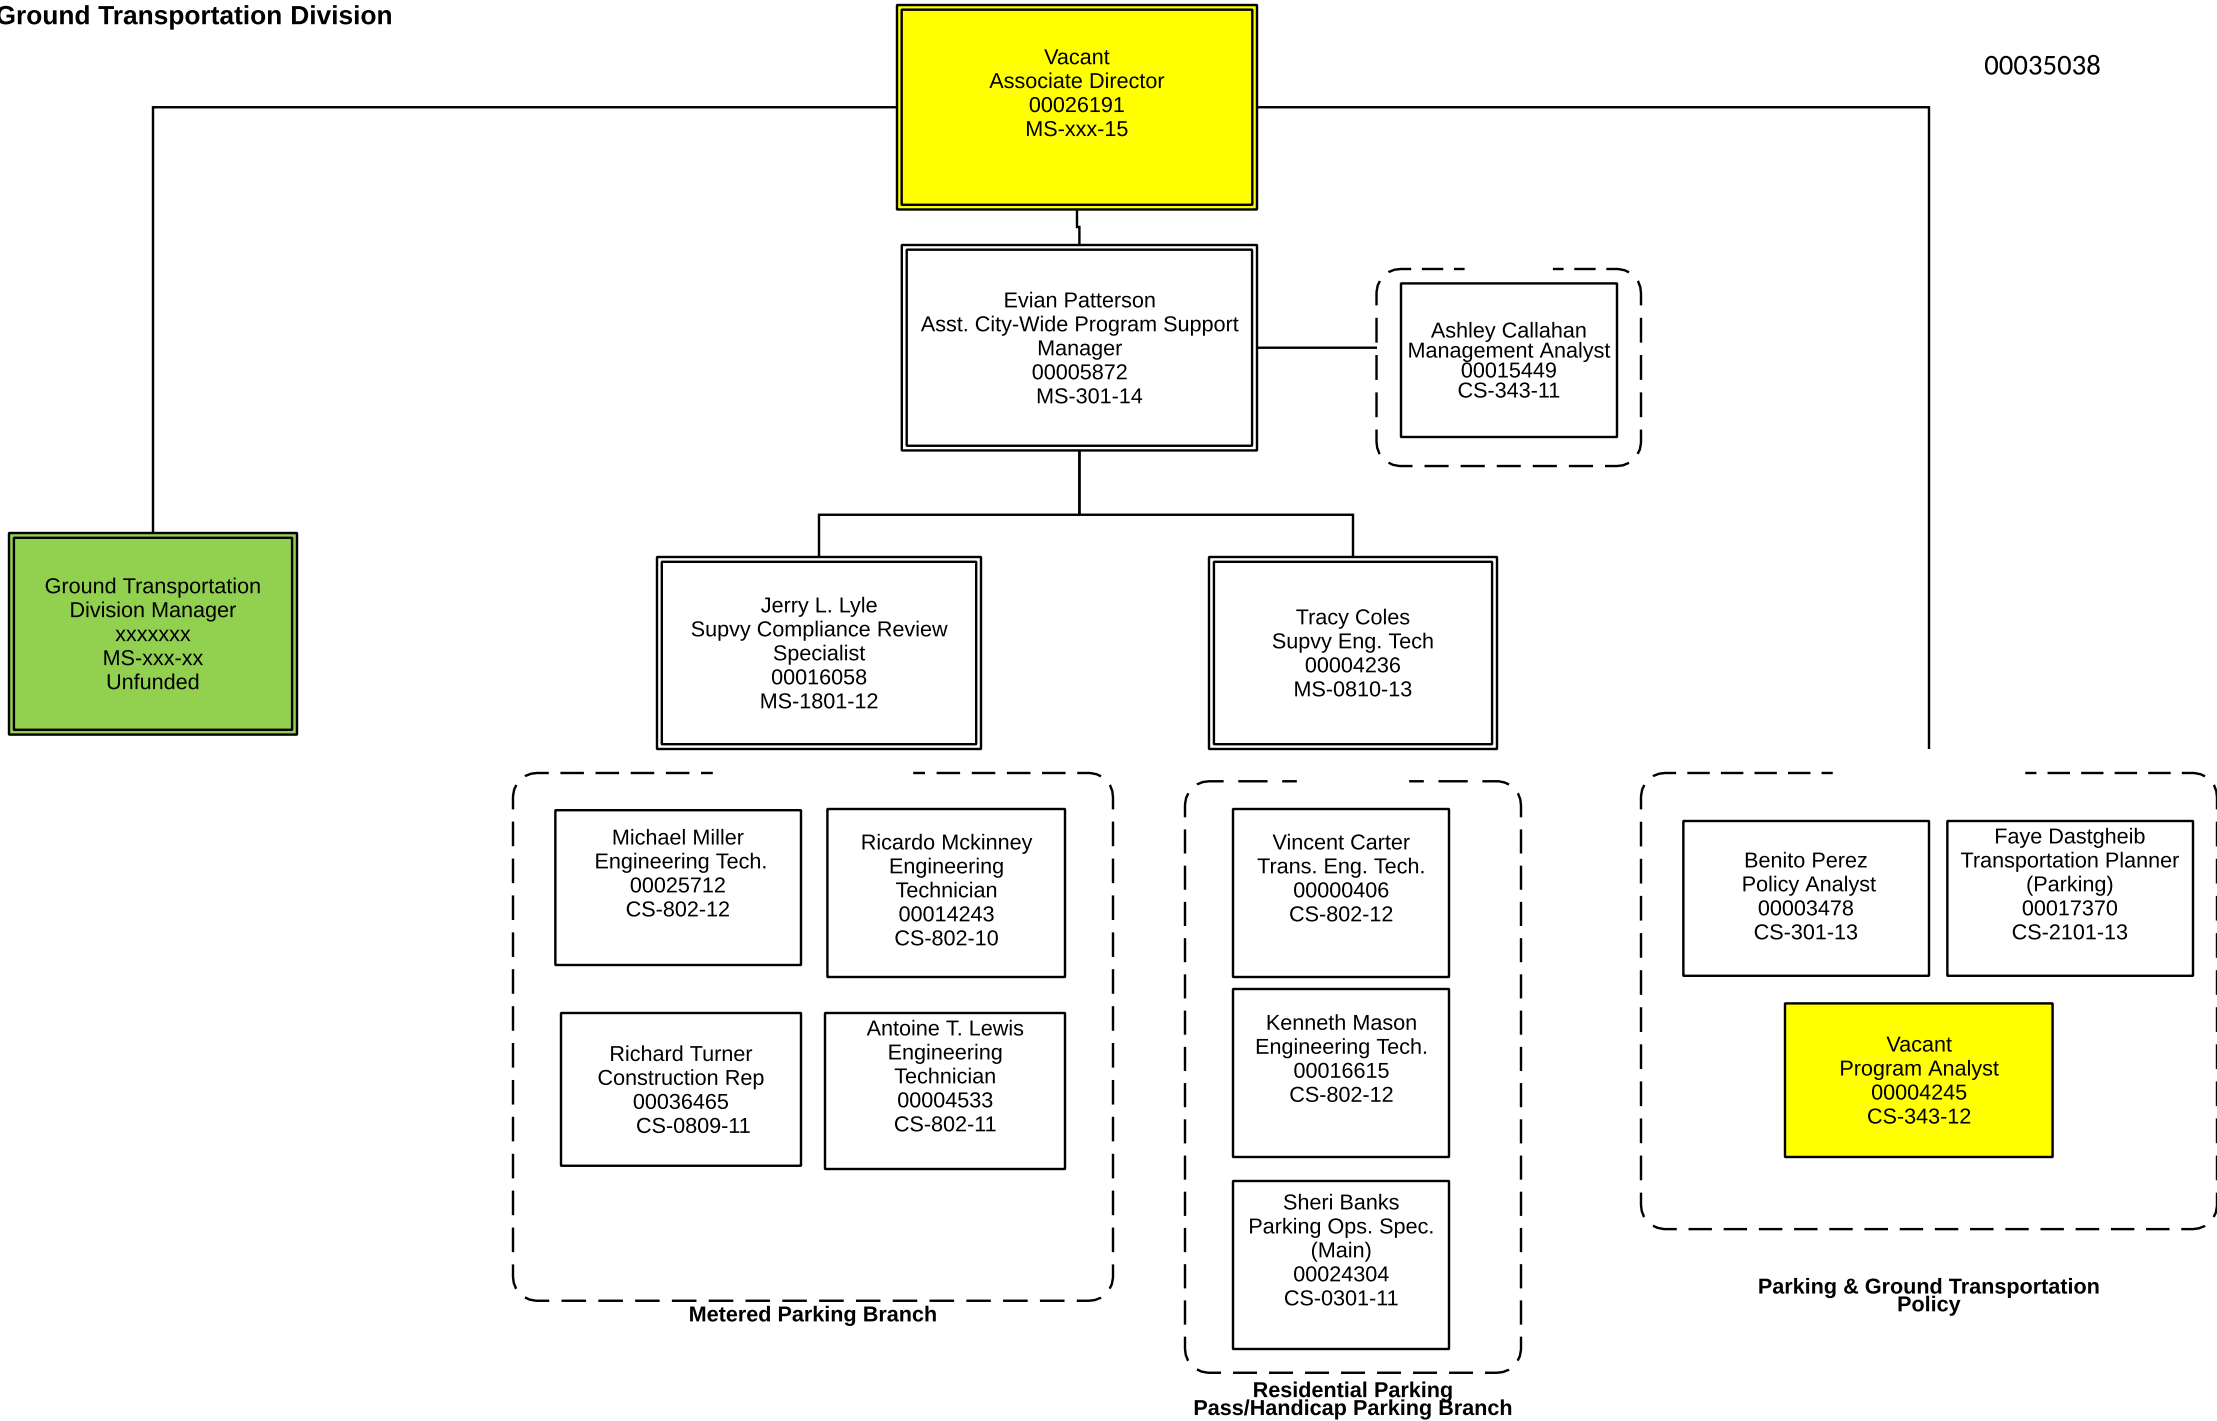 Ground Transportation Division
Vacant
Associate Director
00026191
MS-xxx-15
00035038
Evian Patterson
Asst. City-Wide Program Support
Manager
00005872
MS-301-14
Ashley Callahan
Management Analyst
00015449
CS-343-11
Ground Transportation
Division Manager
xxxxxxx
MS-xxx-xx
Unfunded
Jerry L. Lyle
Supvy Compliance Review
Specialist
00016058
MS-1801-12
Tracy Coles
Supvy Eng. Tech
00004236
MS-0810-13
Michael Miller
Engineering Tech.
00025712
CS-802-12
Ricardo Mckinney
Engineering
Technician
00014243
CS-802-10
Richard Turner
Construction Rep
00036465
CS-0809-11
Antoine T. Lewis
Engineering
Technician
00004533
CS-802-11
Metered Parking Branch
Vincent Carter
Trans. Eng. Tech.
00000406
CS-802-12
Kenneth Mason
Engineering Tech.
00016615
CS-802-12
Sheri Banks
Parking Ops. Spec.
(Main)
00024304
CS-0301-11
Residential Parking
Pass/Handicap Parking Branch
Benito Perez
Policy Analyst
00003478
CS-301-13
Faye Dastgheib
Transportation Planner
(Parking)
00017370
CS-2101-13
Vacant
Program Analyst
00004245
CS-343-12
Parking & Ground Transportation
Policy